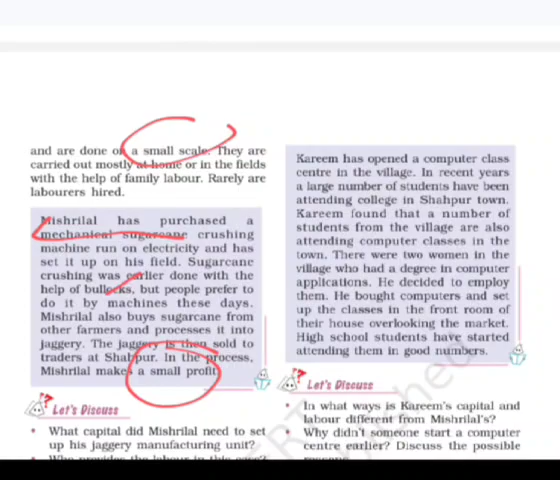 and are done on a small scale. They are
carried out mostly at home or in the fields
with the help of family labour. Rarely are
labourers hired.
Mishrilal has purchased a
mechanical sugarcane crushing
machine run on electricity and has
set it up on his field. Sugarcane
crushing was earlier done with the
help of bullocks, but people prefer to
do it by machines these days.
Mishrilal also buys sugarcane from
other farmers and processes it into
jaggery. The jaggery is then sold to
traders at Shahpur. In the process,
Mishrilal makes a small profit.
Let's Discuss
• What capital did Mishrilal need to set
up his jaggery manufacturing unit?
• Who provides the labour in this case?
Kareem has opened a computer class
centre in the village. In recent years
a large number of students have been
attending college in Shahpur town.
Kareem found that a number of
students from the village are also
attending computer classes in the
town. There were two women in the
village who had a degree in computer
applications. He decided to employ
them. He bought computers and set
up the classes in the front room of
their house overlooking the market.
High school students have started
attending them in good numbers.
Let's Discuss
• In what ways is Kareem's capital and
labour different from Mishrilal's?
• Why didn't someone start a computer
centre earlier? Discuss the possible